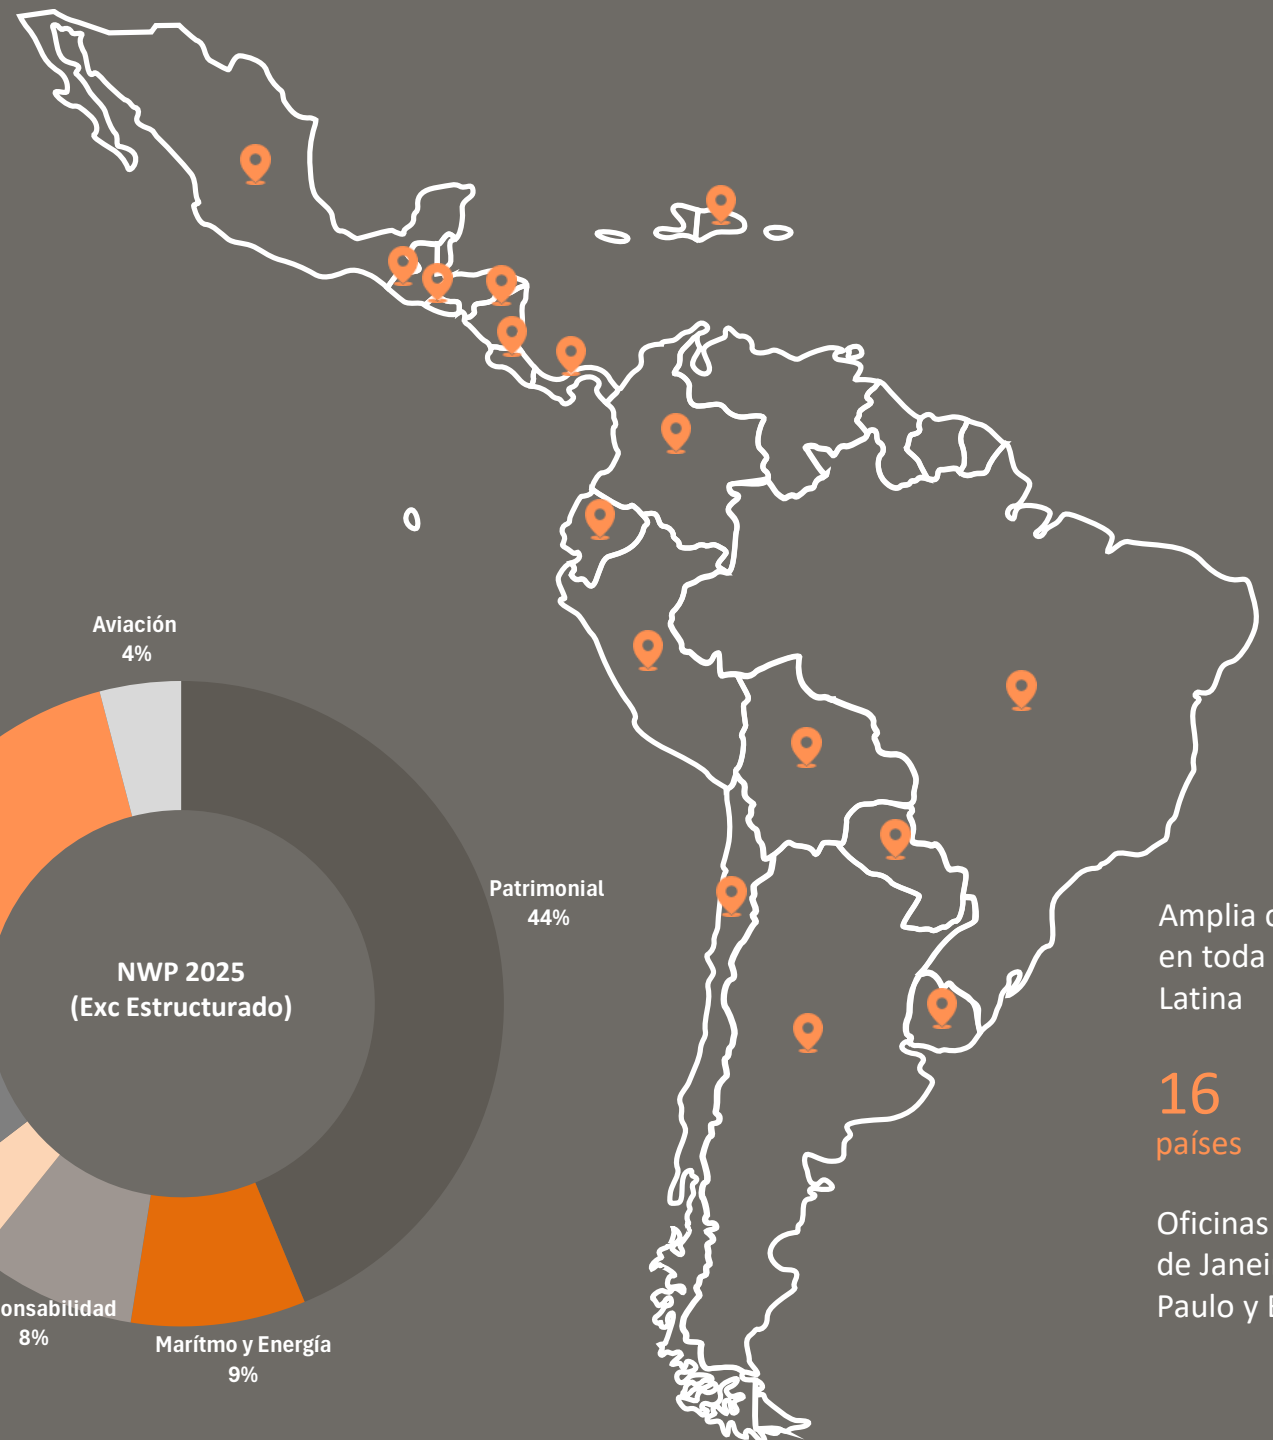 Aviación
4%
Patrimonial
44%
NWP 2025
(Exc Estructurado)
onsabilidad
8%
Marítmo y Energía
9%
Amplia
en toda
Latina
16
países
Oficinas
de Janei
Paulo y